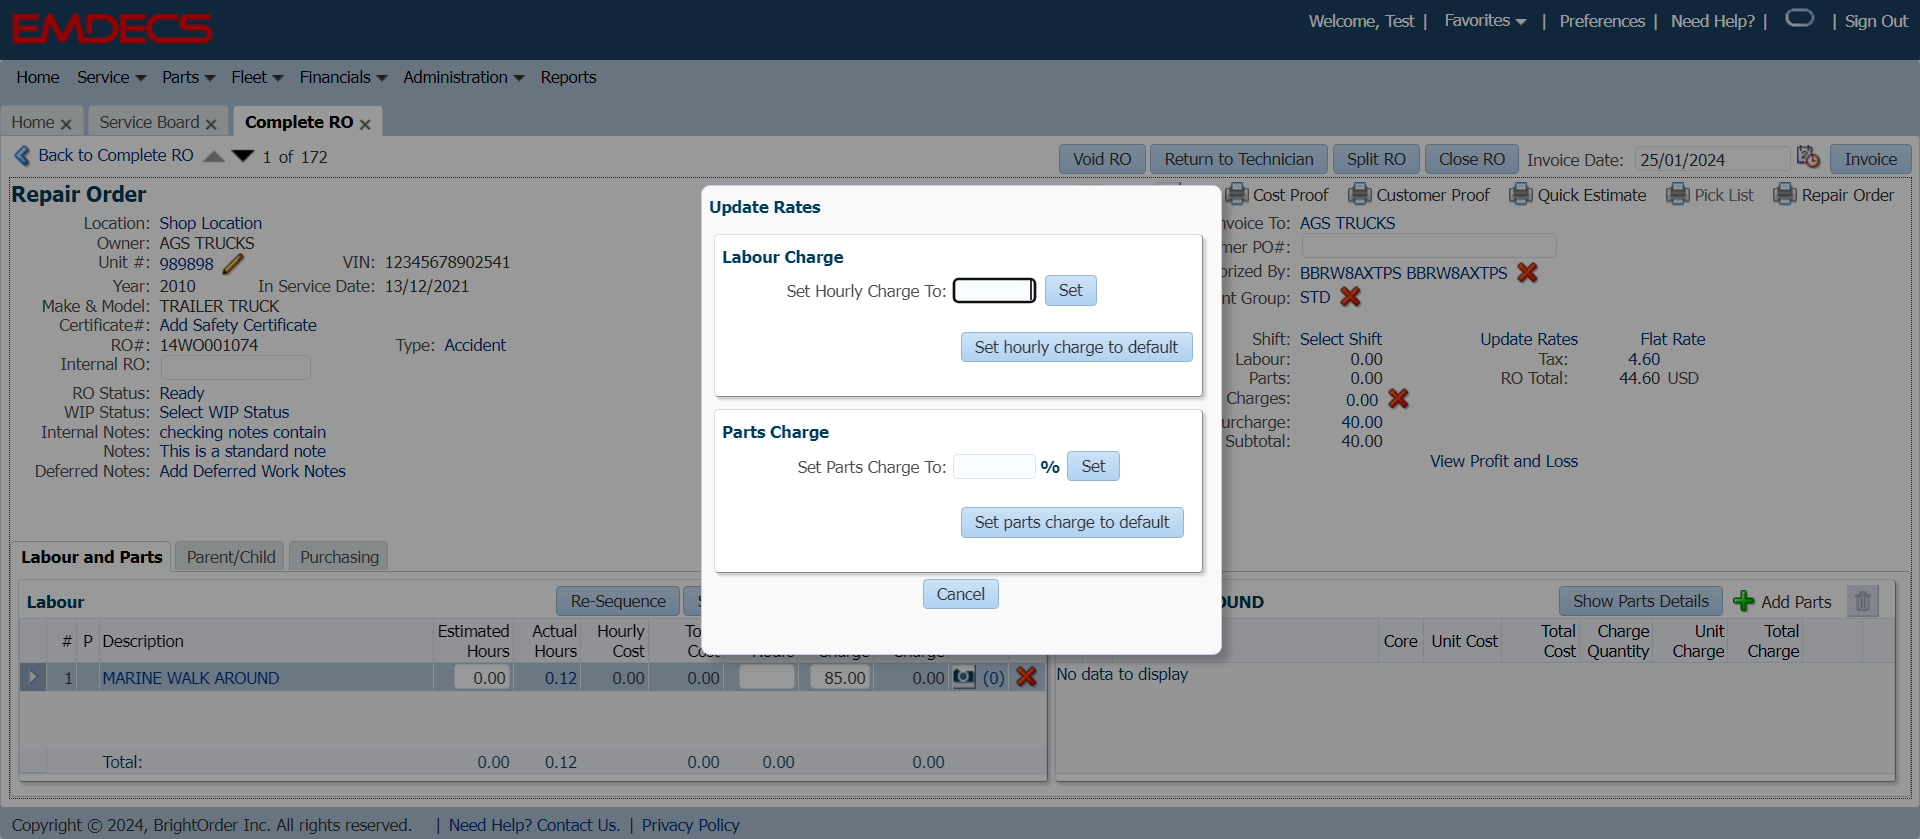 EMDECS
Welcome, Test | Favorites | Preferences | Need Help? | | Sign Out
Home Service Parts Fleet Financials Administration Reports
Home Service Board Complete RO
Back to Complete RO 1 of 172 Void RO Return to Technician Split RO Close RO Invoice Date: 25/01/2024 Invoice
Repair Order
Cost Proof Customer Proof Quick Estimate Pick List Repair Order
Location: Shop Location
Owner: AGS TRUCKS
Unit #: 989898 VIN: 12345678902541
Year: 2010 In Service Date: 13/12/2021
Make & Model: TRAILER TRUCK
Certificate#: Add Safety Certificate
RO#: 14WO001074 Type: Accident
Internal RO:
RO Status: Ready
WIP Status: Select WIP Status
Internal Notes: checking notes contain
Notes: This is a standard note
Deferred Notes: Add Deferred Work Notes
Update Rates
Labour Charge
Set Hourly Charge To: Set
Set hourly charge to default
Parts Charge
Set Parts Charge To: % Set
Set parts charge to default
Cancel
nvoice To: AGS TRUCKS
mer PO#:
orized By: BBRW8AXTPS BBRW8AXTPS
nt Group: STD
Shift: Select Shift Update Rates Flat Rate
Labour: 0.00 Tax: 4.60
Parts: 0.00 RO Total: 44.60 USD
Charges: 0.00
urcharge: 40.00
Subtotal: 40.00
View Profit and Loss
Labour and Parts Parent/Child Purchasing
Labour Re-Sequence
# P Description Estimated Hours Actual Hours Hourly Cost
1 MARINE WALK AROUND 0.00 0.12 0.00 0.00 85.00 0.00 (0)
Total: 0.00 0.12 0.00 0.00 0.00
OUND Show Parts Details Add Parts
Core Unit Cost Total Cost Charge Quantity Unit Charge Total Charge
No data to display
Copyright © 2024, BrightOrder Inc. All rights reserved. | Need Help? Contact Us. | Privacy Policy